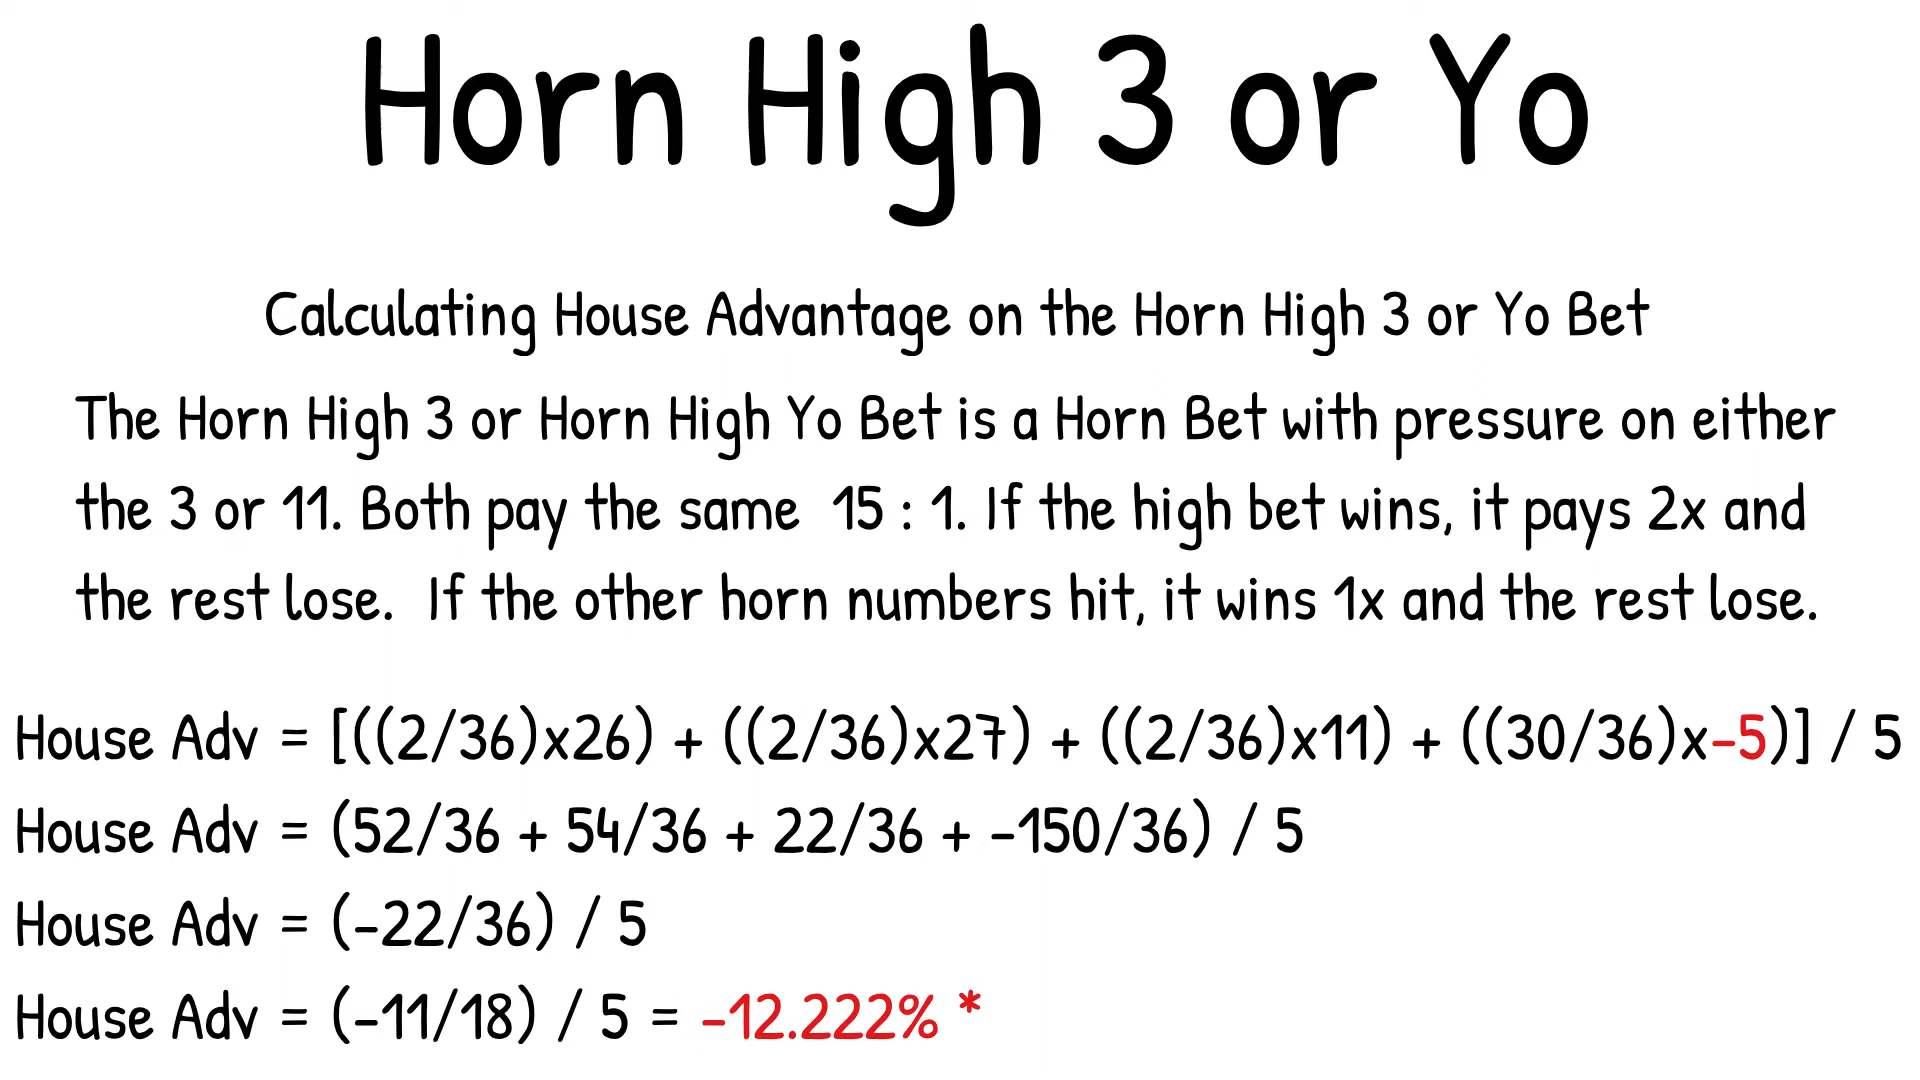 Horn High 3 or Yo
Calculating House Advantage on the Horn High 3 or Yo Bet
The Horn High 3 or Horn High Yo Bet is a Horn Bet with pressure on either
the 3 or 11. Both pay the same 15 : 1. If the high bet wins, it pays 2x and
the rest lose. If the other horn numbers hit, it wins 1x and the rest lose.
House Adv = [((2/36)x26) + ((2/36)x27) + ((2/36)x11) + ((30/36)x-5)] / 5
House Adv = (52/36 + 54/36 + 22/36 + -150/36) / 5
House Adv = (-22/36) / 5
House Adv = (-11/18) / 5 = -12.222% *